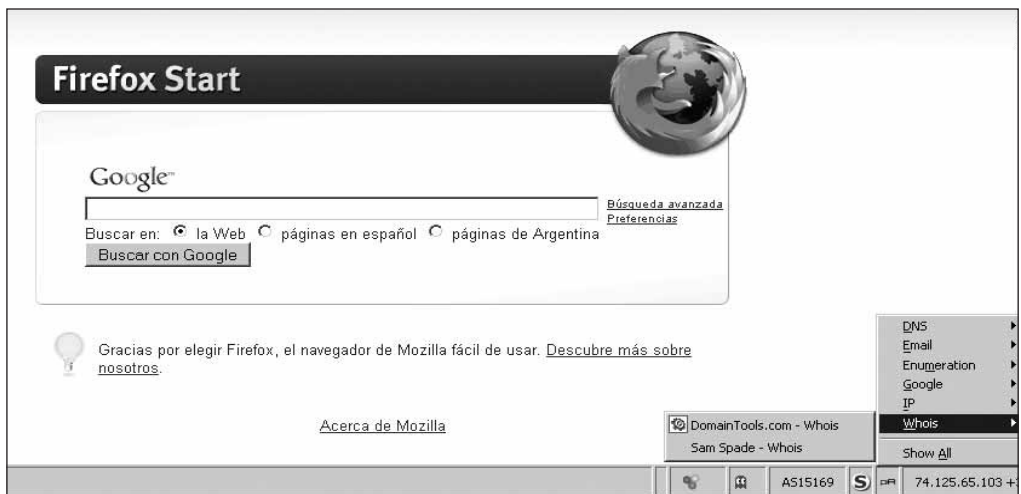 Firefox Start
Google™
Búsqueda avanzada
Preferencias
Buscar en: la Web páginas en español páginas de Argentina
Buscar con Google
Gracias por elegir Firefox, el navegador de Mozilla fácil de usar. Descubre más sobre
nosotros.
Acerca de Mozilla
DNS
Email
Enumeration
Google
IP
Whois
Show All
DomainTools.com - Whois
Sam Spade - Whois
AS15169
S
74.125.65.103